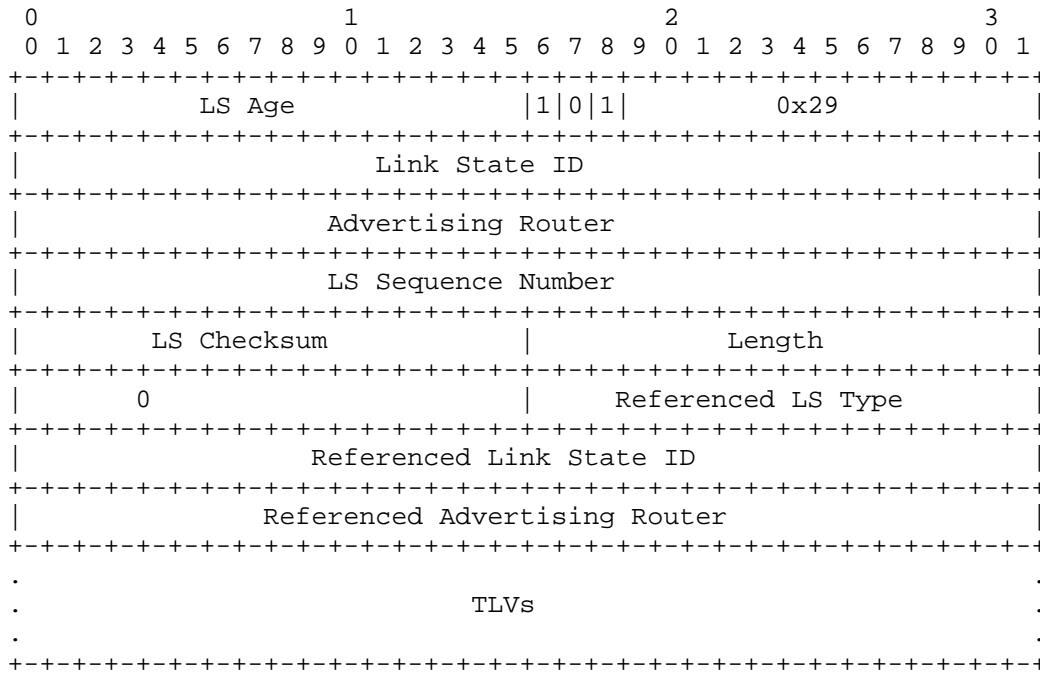 0                   1                   2                   3
 0 1 2 3 4 5 6 7 8 9 0 1 2 3 4 5 6 7 8 9 0 1 2 3 4 5 6 7 8 9 0 1
+-+-+-+-+-+-+-+-+-+-+-+-+-+-+-+-+-+-+-+-+-+-+-+-+-+-+-+-+-+-+-+-+
|           LS Age              |1|0|1|         0x29            |
+-+-+-+-+-+-+-+-+-+-+-+-+-+-+-+-+-+-+-+-+-+-+-+-+-+-+-+-+-+-+-+-+
|                      Link State ID                            |
+-+-+-+-+-+-+-+-+-+-+-+-+-+-+-+-+-+-+-+-+-+-+-+-+-+-+-+-+-+-+-+-+
|                   Advertising Router                          |
+-+-+-+-+-+-+-+-+-+-+-+-+-+-+-+-+-+-+-+-+-+-+-+-+-+-+-+-+-+-+-+-+
|                   LS Sequence Number                          |
+-+-+-+-+-+-+-+-+-+-+-+-+-+-+-+-+-+-+-+-+-+-+-+-+-+-+-+-+-+-+-+-+
|        LS Checksum            |            Length             |
+-+-+-+-+-+-+-+-+-+-+-+-+-+-+-+-+-+-+-+-+-+-+-+-+-+-+-+-+-+-+-+-+
|       0                       |     Referenced LS Type        |
+-+-+-+-+-+-+-+-+-+-+-+-+-+-+-+-+-+-+-+-+-+-+-+-+-+-+-+-+-+-+-+-+
|                  Referenced Link State ID                     |
+-+-+-+-+-+-+-+-+-+-+-+-+-+-+-+-+-+-+-+-+-+-+-+-+-+-+-+-+-+-+-+-+
|               Referenced Advertising Router                   |
+-+-+-+-+-+-+-+-+-+-+-+-+-+-+-+-+-+-+-+-+-+-+-+-+-+-+-+-+-+-+-+-+
.                                                               .
.                            TLVs                               .
.                                                               .
+-+-+-+-+-+-+-+-+-+-+-+-+-+-+-+-+-+-+-+-+-+-+-+-+-+-+-+-+-+-+-+-+